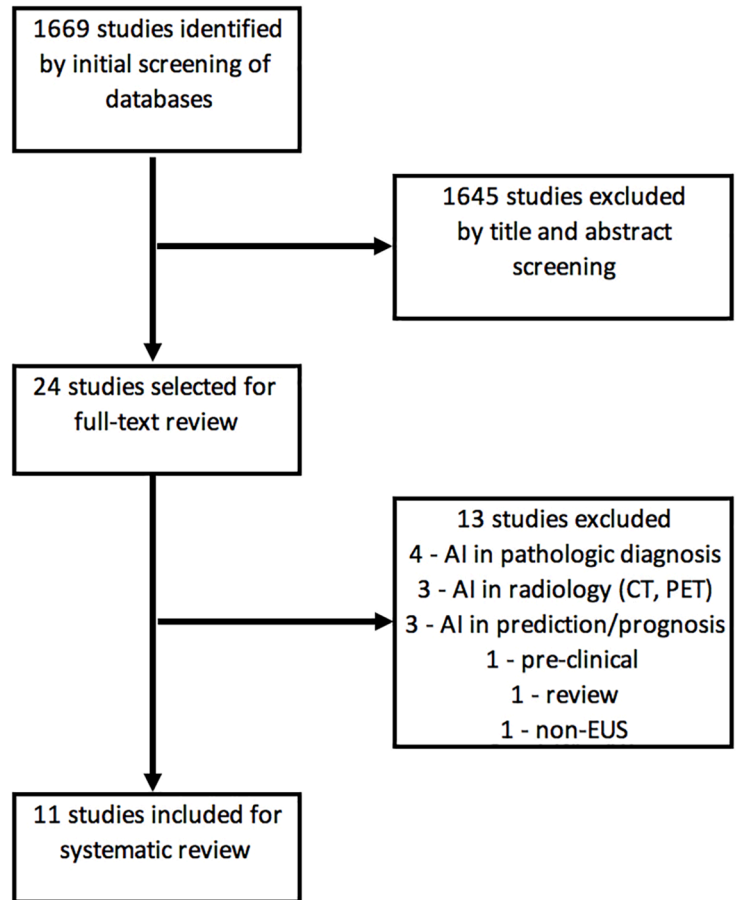 1669 studies identified
by initial screening of
databases
1645 studies excluded
by title and abstract
screening
24 studies selected for
full-text review
13 studies excluded
4 - AI in pathologic diagnosis
3 - AI in radiology (CT, PET)
3 - AI in prediction/prognosis
1 - pre-clinical
1 - review
1 - non-EUS
11 studies included for
systematic review